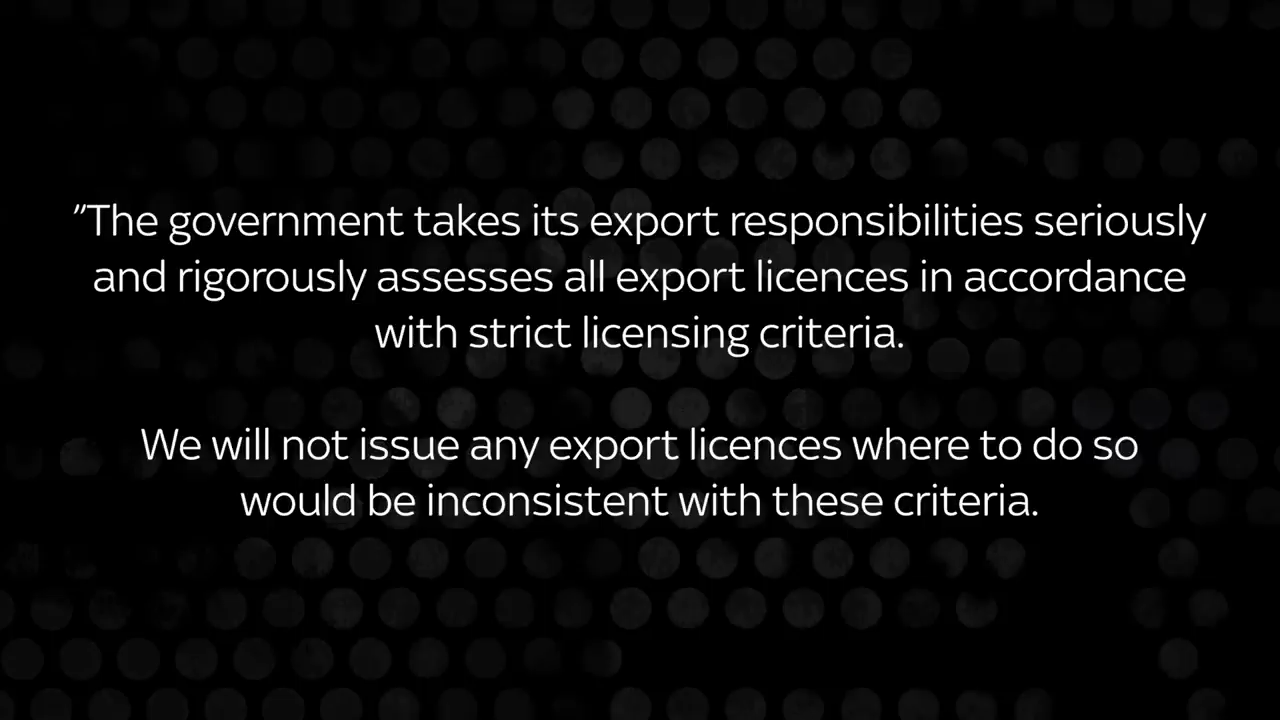 "The government takes its export responsibilities seriously
and rigorously assesses all export licences in accordance
with strict licensing criteria.
We will not issue any export licences where to do so
would be inconsistent with these criteria.